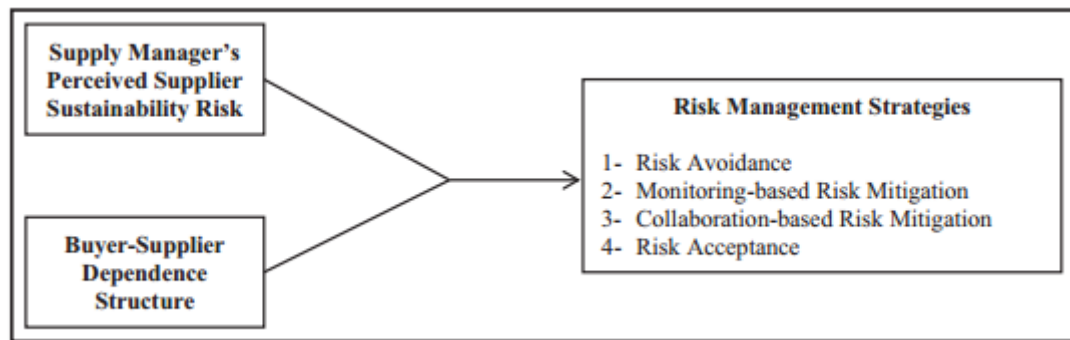 Supply Manager's
Perceived Supplier
Sustainability Risk
Buyer-Supplier
Dependence
Structure
Risk Management Strategies
1- Risk Avoidance
2- Monitoring-based Risk Mitigation
3- Collaboration-based Risk Mitigation
4- Risk Acceptance